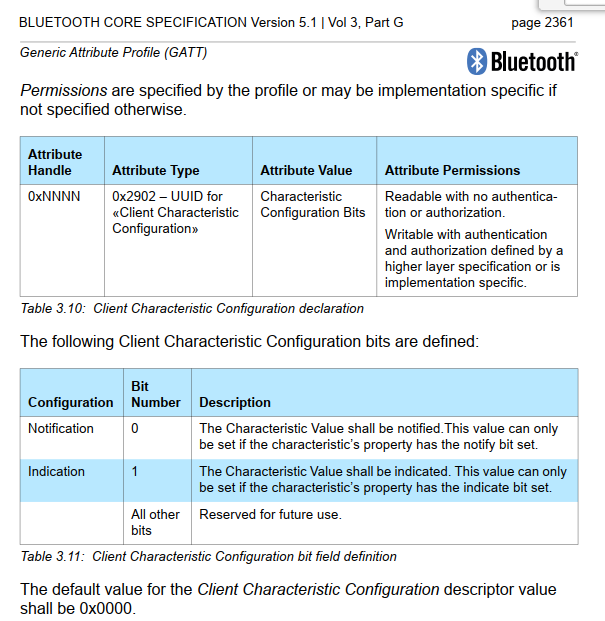 BLUETOOTH CORE SPECIFICATION Version 5.1 | Vol 3, Part G page 2361
Generic Attribute Profile (GATT)
Bluetooth®
Permissions are specified by the profile or may be implementation specific if
not specified otherwise.
Attribute
Handle
Attribute Type
Attribute Value
Attribute Permissions
0xNNNN
0x2902 – UUID for
«Client Characteristic
Configuration»
Characteristic
Configuration Bits
Readable with no authentica-
tion or authorization.
Writable with authentication
and authorization defined by a
higher layer specification or is
implementation specific.
Table 3.10: Client Characteristic Configuration declaration
The following Client Characteristic Configuration bits are defined:
Configuration
Bit
Number
Description
Notification
0
The Characteristic Value shall be notified.This value can only
be set if the characteristic’s property has the notify bit set.
Indication
1
The Characteristic Value shall be indicated. This value can only
be set if the characteristic’s property has the indicate bit set.
All other
bits
Reserved for future use.
Table 3.11: Client Characteristic Configuration bit field definition
The default value for the Client Characteristic Configuration descriptor value
shall be 0x0000.